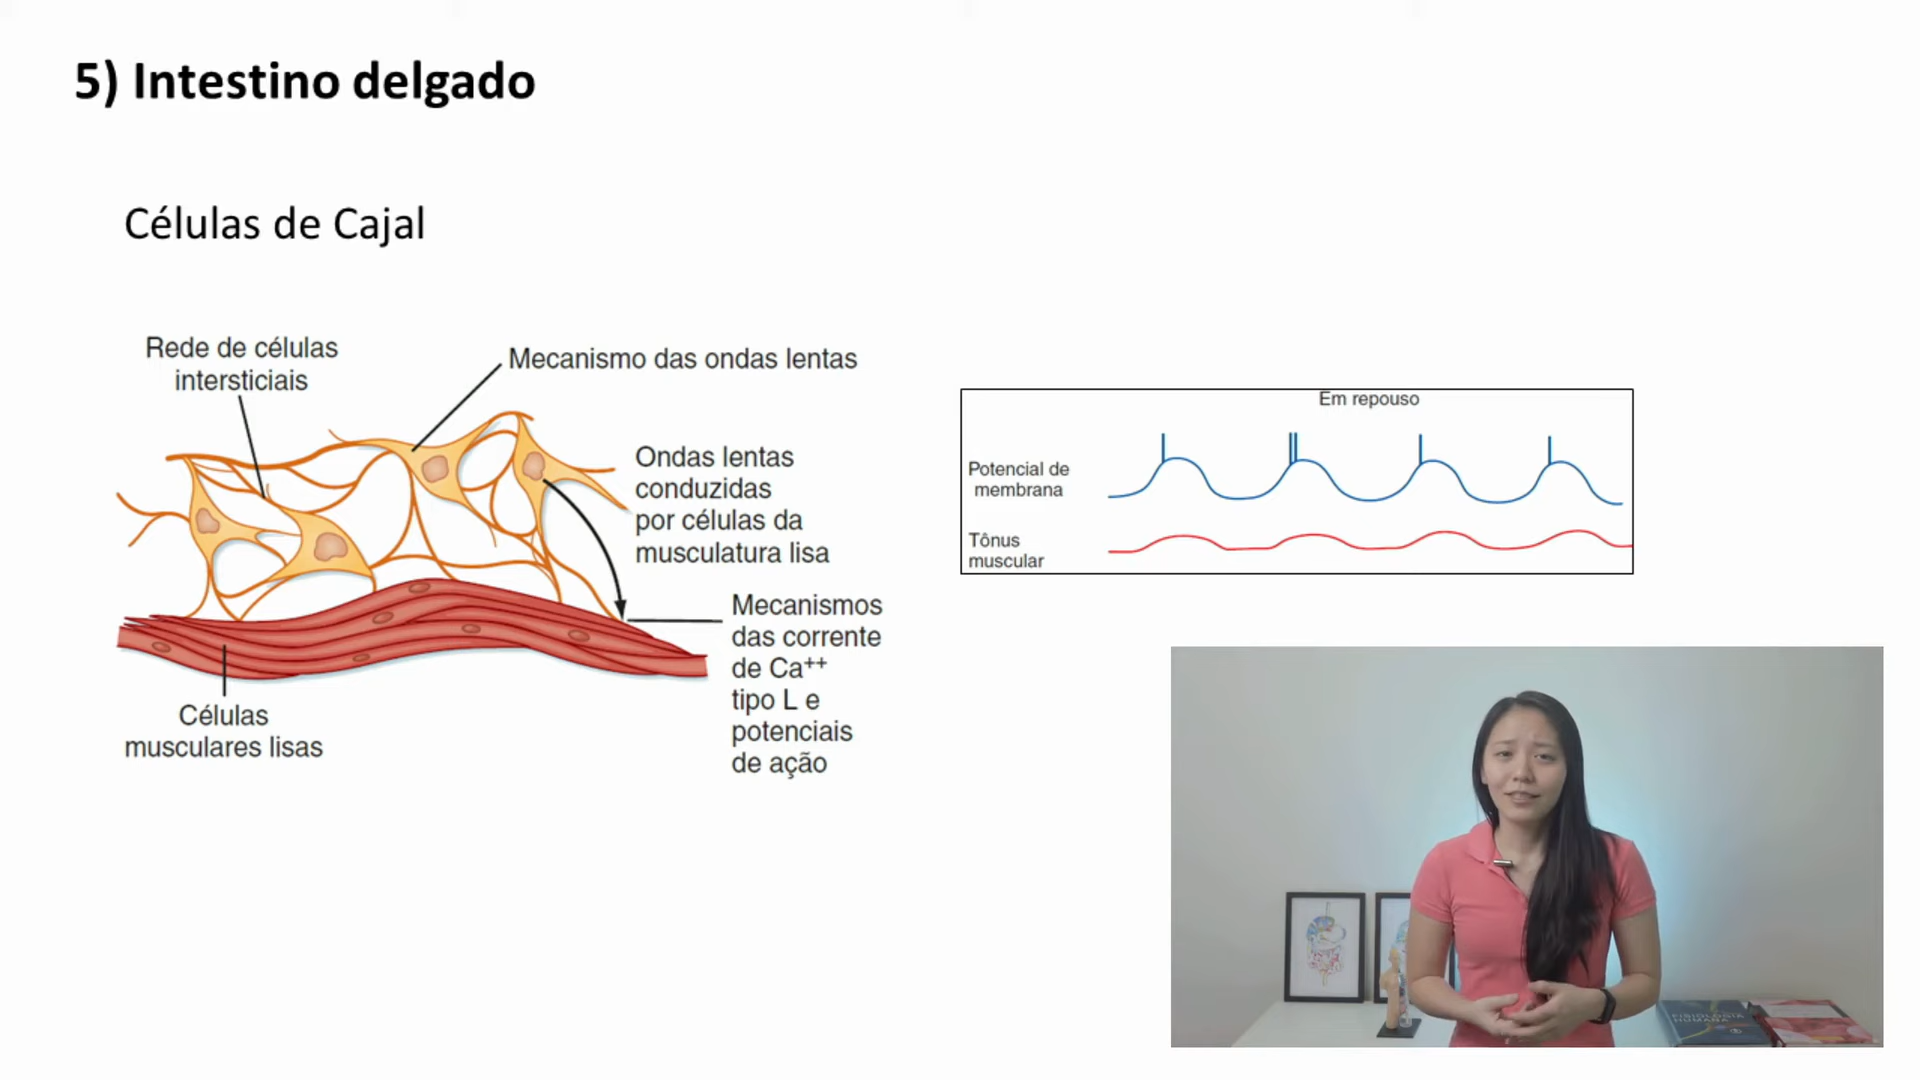 5) Intestino delgado
Células de Cajal
Rede de células
intersticiais
Mecanismo das ondas lentas
Ondas lentas
conduzidas
por células da
musculatura lisa
Mecanismos
das corrente
de Ca++
tipo L e
potenciais
de ação
Células
musculares lisas
Em repouso
Potencial de
membrana
Tônus
muscular
FISIOLOGIA
HUMANA